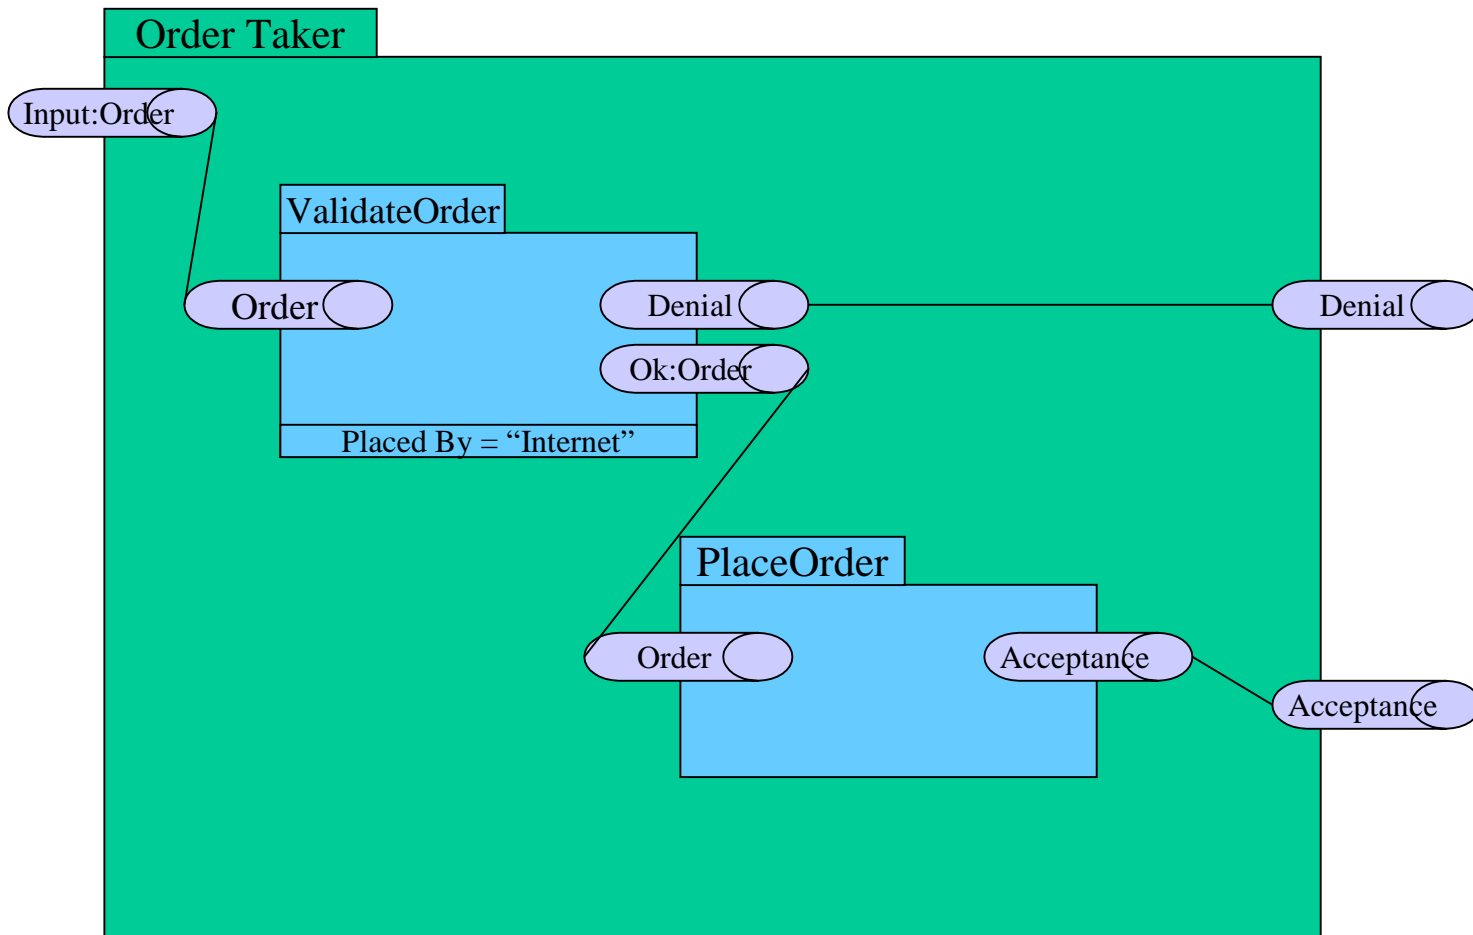 Order Taker
Input:Order
ValidateOrder
Order
Denial
Denial
Ok:Order
Placed By = “Internet”
PlaceOrder
Order
Acceptance
Acceptance